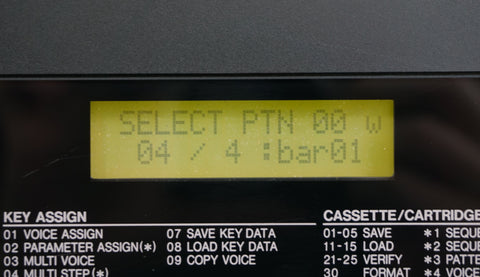 SELECT PTN 00 w
04 / 4 :bar01
KEY ASSIGN
01 VOICE ASSIGN
02 PARAMETER ASSIGN(*)
03 MULTI VOICE
04 MULTI STEP(*)
07 SAVE KEY DATA
08 LOAD KEY DATA
09 COPY VOICE
CASSETTE/CARTRIDGE
01-05 SAVE
11-15 LOAD
21-25 VERIFY
30 FORMAT
*1 SEQUE
*2 SEQUE
*3 PATTE
*4 VOICE